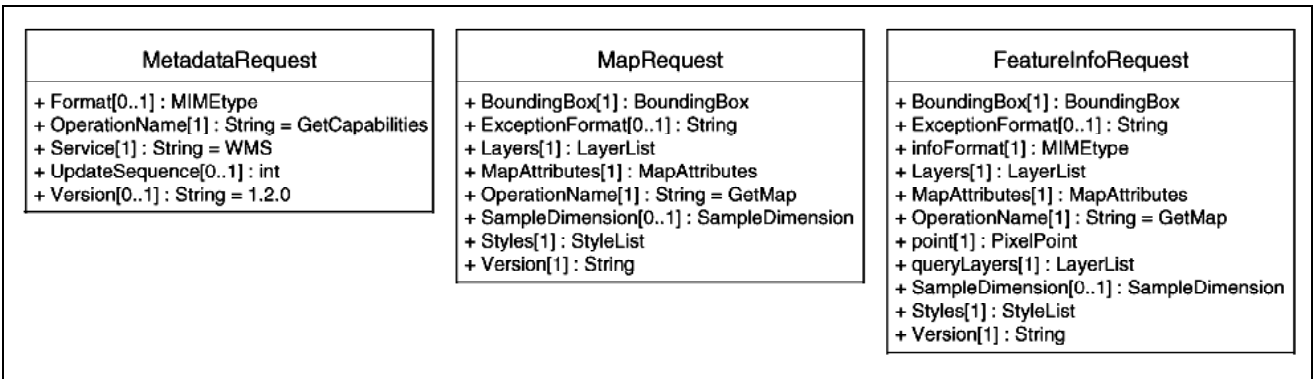 MetadataRequest
+ Format[0..1] : MIMEtype
+ OperationName[1] : String = GetCapabilities
+ Service[1] : String = WMS
+ UpdateSequence[0..1] : int
+ Version[0..1] : String = 1.2.0
MapRequest
+ BoundingBox[1] : BoundingBox
+ ExceptionFormat[0..1] : String
+ Layers[1] : LayerList
+ MapAttributes[1] : MapAttributes
+ OperationName[1] : String = GetMap
+ SampleDimension[0..1] : SampleDimension
+ Styles[1] : StyleList
+ Version[1] : String
FeatureInfoRequest
+ BoundingBox[1] : BoundingBox
+ ExceptionFormat[0..1] : String
+ infoFormat[1] : MIMEtype
+ Layers[1] : LayerList
+ MapAttributes[1] : MapAttributes
+ OperationName[1] : String = GetMap
+ point[1] : PixelPoint
+ queryLayers[1] : LayerList
+ SampleDimension[0..1] : SampleDimension
+ Styles[1] : StyleList
+ Version[1] : String